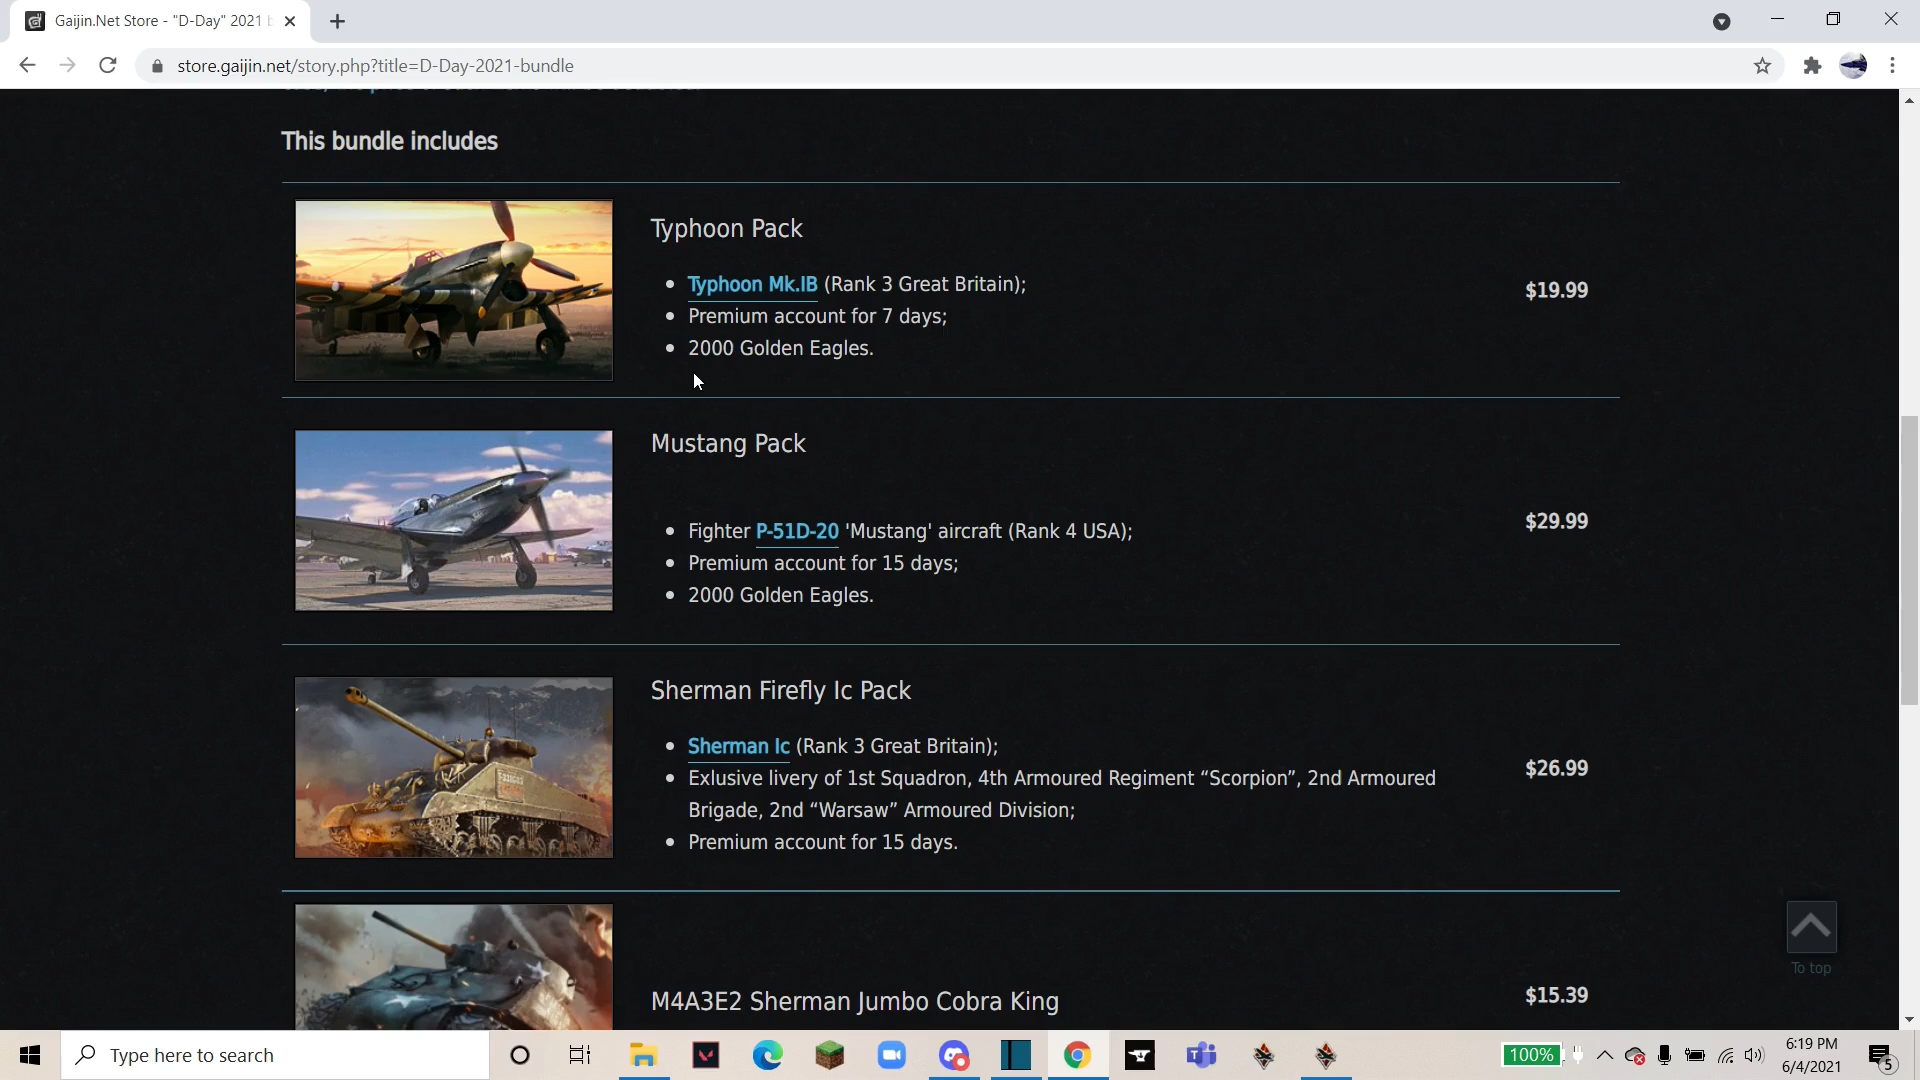 Gaijin.Net Store - "D-Day" 2021 b
store.gaijin.net/story.php?title=D-Day-2021-bundle
This bundle includes
Typhoon Pack
Typhoon Mk.IB (Rank 3 Great Britain);
Premium account for 7 days;
2000 Golden Eagles.
$19.99
Mustang Pack
Fighter P-51D-20 'Mustang' aircraft (Rank 4 USA);
Premium account for 15 days;
2000 Golden Eagles.
$29.99
Sherman Firefly Ic Pack
Sherman Ic (Rank 3 Great Britain);
Exlusive livery of 1st Squadron, 4th Armoured Regiment “Scorpion”, 2nd Armoured
Brigade, 2nd “Warsaw” Armoured Division;
Premium account for 15 days.
$26.99
M4A3E2 Sherman Jumbo Cobra King
$15.39
To top
Type here to search
100%
6:19 PM
6/4/2021
5